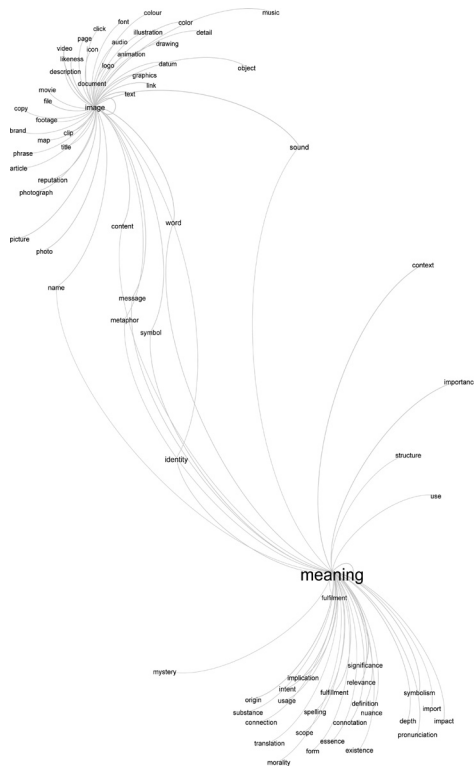 music
colour
font
color
illustration
click
detail
page
audio
drawing
video
icon
animation
likeness
logo
datum
object
description
graphics
document
link
movie
text
file
image
copy
footage
brand
clip
map
title
sound
phrase
article
reputation
photograph
word
content
picture
photo
context
name
message
metaphor
symbol
importanc
structure
identity
use
meaning
fulfilment
significance
mystery
implication
relevance
intent
fulfillment
symbolism
origin
usage
definition
import
substance
spelling
nuance
connection
connotation
depth
impact
scope
pronunciation
translation
essence
form
existence
morality